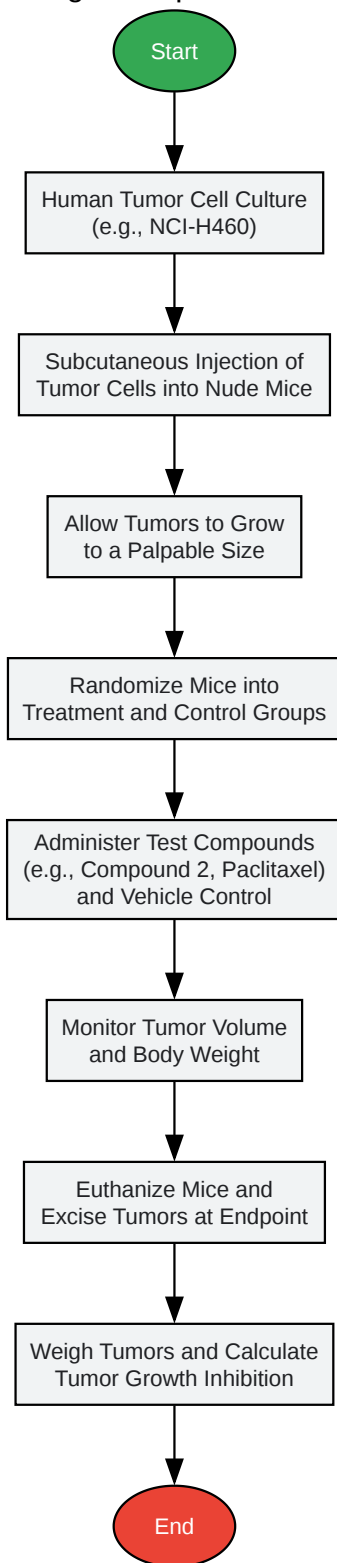 Start
Human Tumor Cell Culture
(e.g., NCI-H460)
Subcutaneous Injection of
Tumor Cells into Nude Mice
Allow Tumors to Grow
to a Palpable Size
Randomize Mice into
Treatment and Control Groups
Administer Test Compounds
(e.g., Compound 2, Paclitaxel)
and Vehicle Control
Monitor Tumor Volume
and Body Weight
Euthanize Mice and
Excise Tumors at Endpoint
Weigh Tumors and Calculate
Tumor Growth Inhibition
End